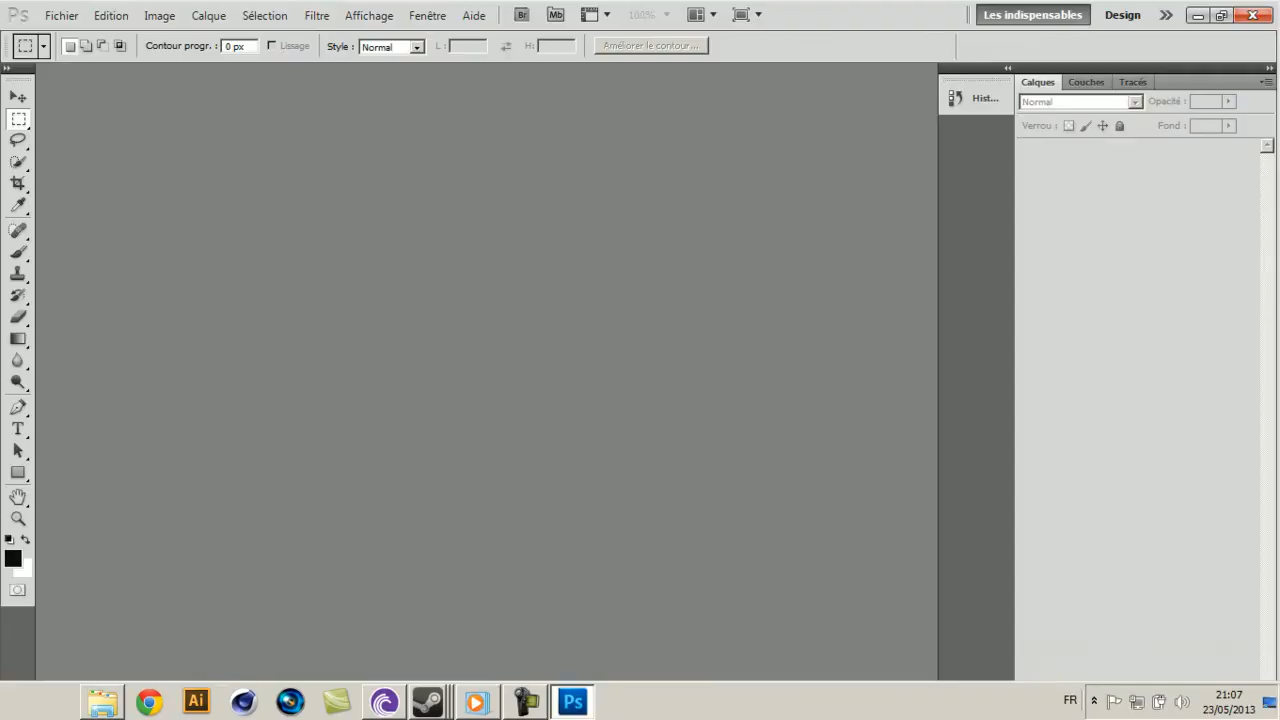 Ps Fichier Edition Image Calque Sélection Filtre Affichage Fenêtre Aide Br Mb 100% Les indispensables Design
Contour progr. : 0 px Lissage Style : Normal L : H: Améliorer le contour...
Hist...
Calques Couches Tracés
Normal Opacité :
Verrou : Fond :
T
Ai Ps FR 21:07
23/05/2013